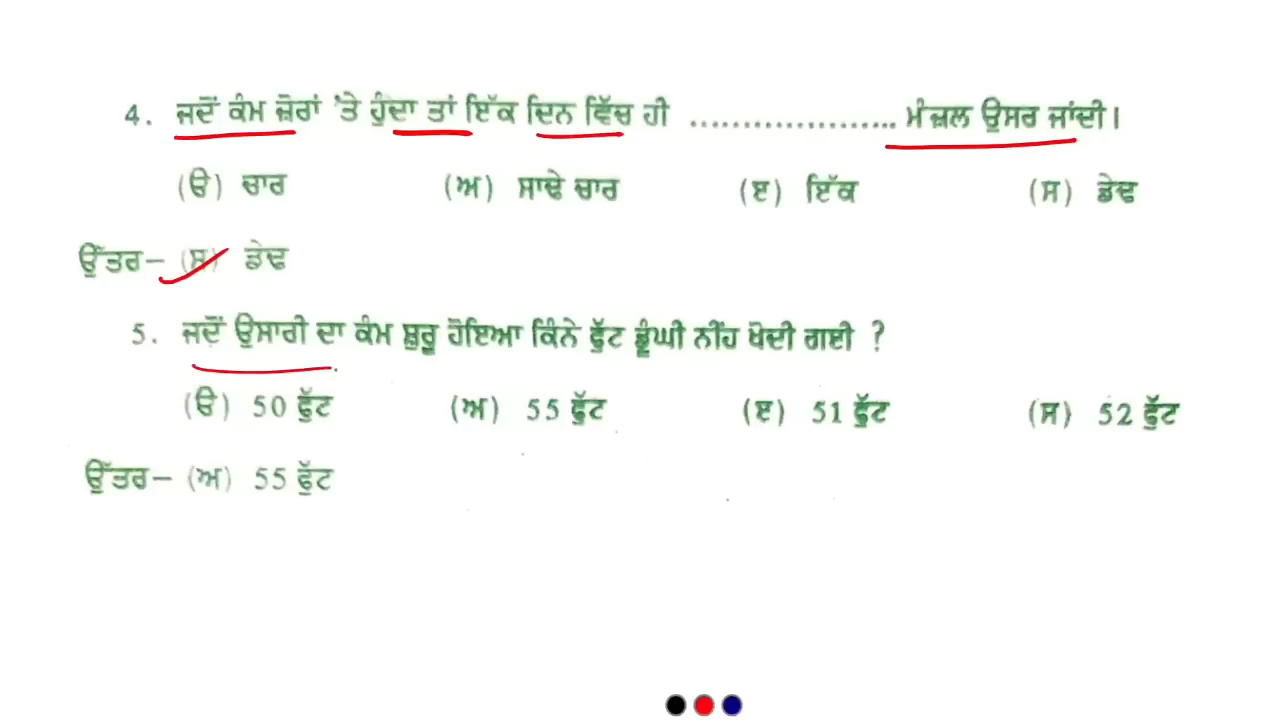 4. ਜਦੋਂ ਕੰਮ ਜ਼ੋਰਾਂ 'ਤੇ ਹੁੰਦਾ ਤਾਂ ਇੱਕ ਦਿਨ ਵਿੱਚ ਹੀ ...................... ਮੰਜ਼ਲ ਉਸਰ ਜਾਂਦੀ।
(ੳ) ਚਾਰ (ਅ) ਸਾਢੇ ਚਾਰ (ੲ) ਇੱਕ (ਸ) ਡੇਢ
ਉੱਤਰ— (ਸ) ਡੇਢ
5. ਜਦੋਂ ਉਸਾਰੀ ਦਾ ਕੰਮ ਸ਼ੁਰੂ ਹੋਇਆ ਕਿੰਨੇ ਫੁੱਟ ਡੂੰਘੀ ਨੀਂਹ ਖੋਦੀ ਗਈ ?
(ੳ) 50 ਫੁੱਟ (ਅ) 55 ਫੁੱਟ (ੲ) 51 ਫੁੱਟ (ਸ) 52 ਫੁੱਟ
ਉੱਤਰ— (ਅ) 55 ਫੁੱਟ